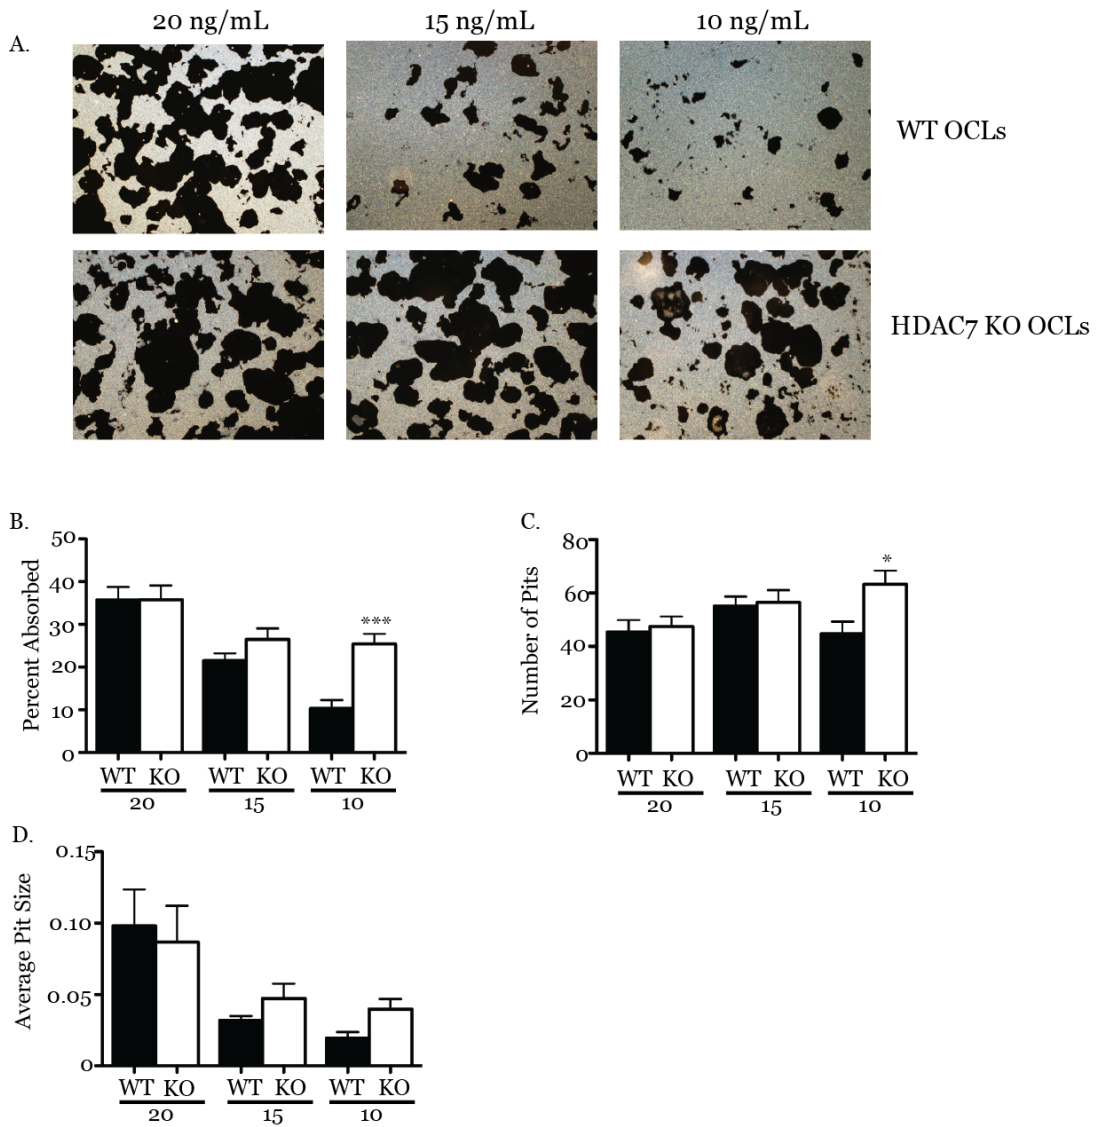 20 ng/mL 15 ng/mL 10 ng/mL
A.
WT OCLs
HDAC7 KO OCLs
B.
Percent Absorbed
50
40
30
20
10
0
***
WT KO WT KO WT KO
20 15 10
C.
Number of Pits
80
60
40
20
0
*
WT KO WT KO WT KO
20 15 10
D.
Average Pit Size
0.15
0.10
0.05
0
WT KO WT KO WT KO
20 15 10